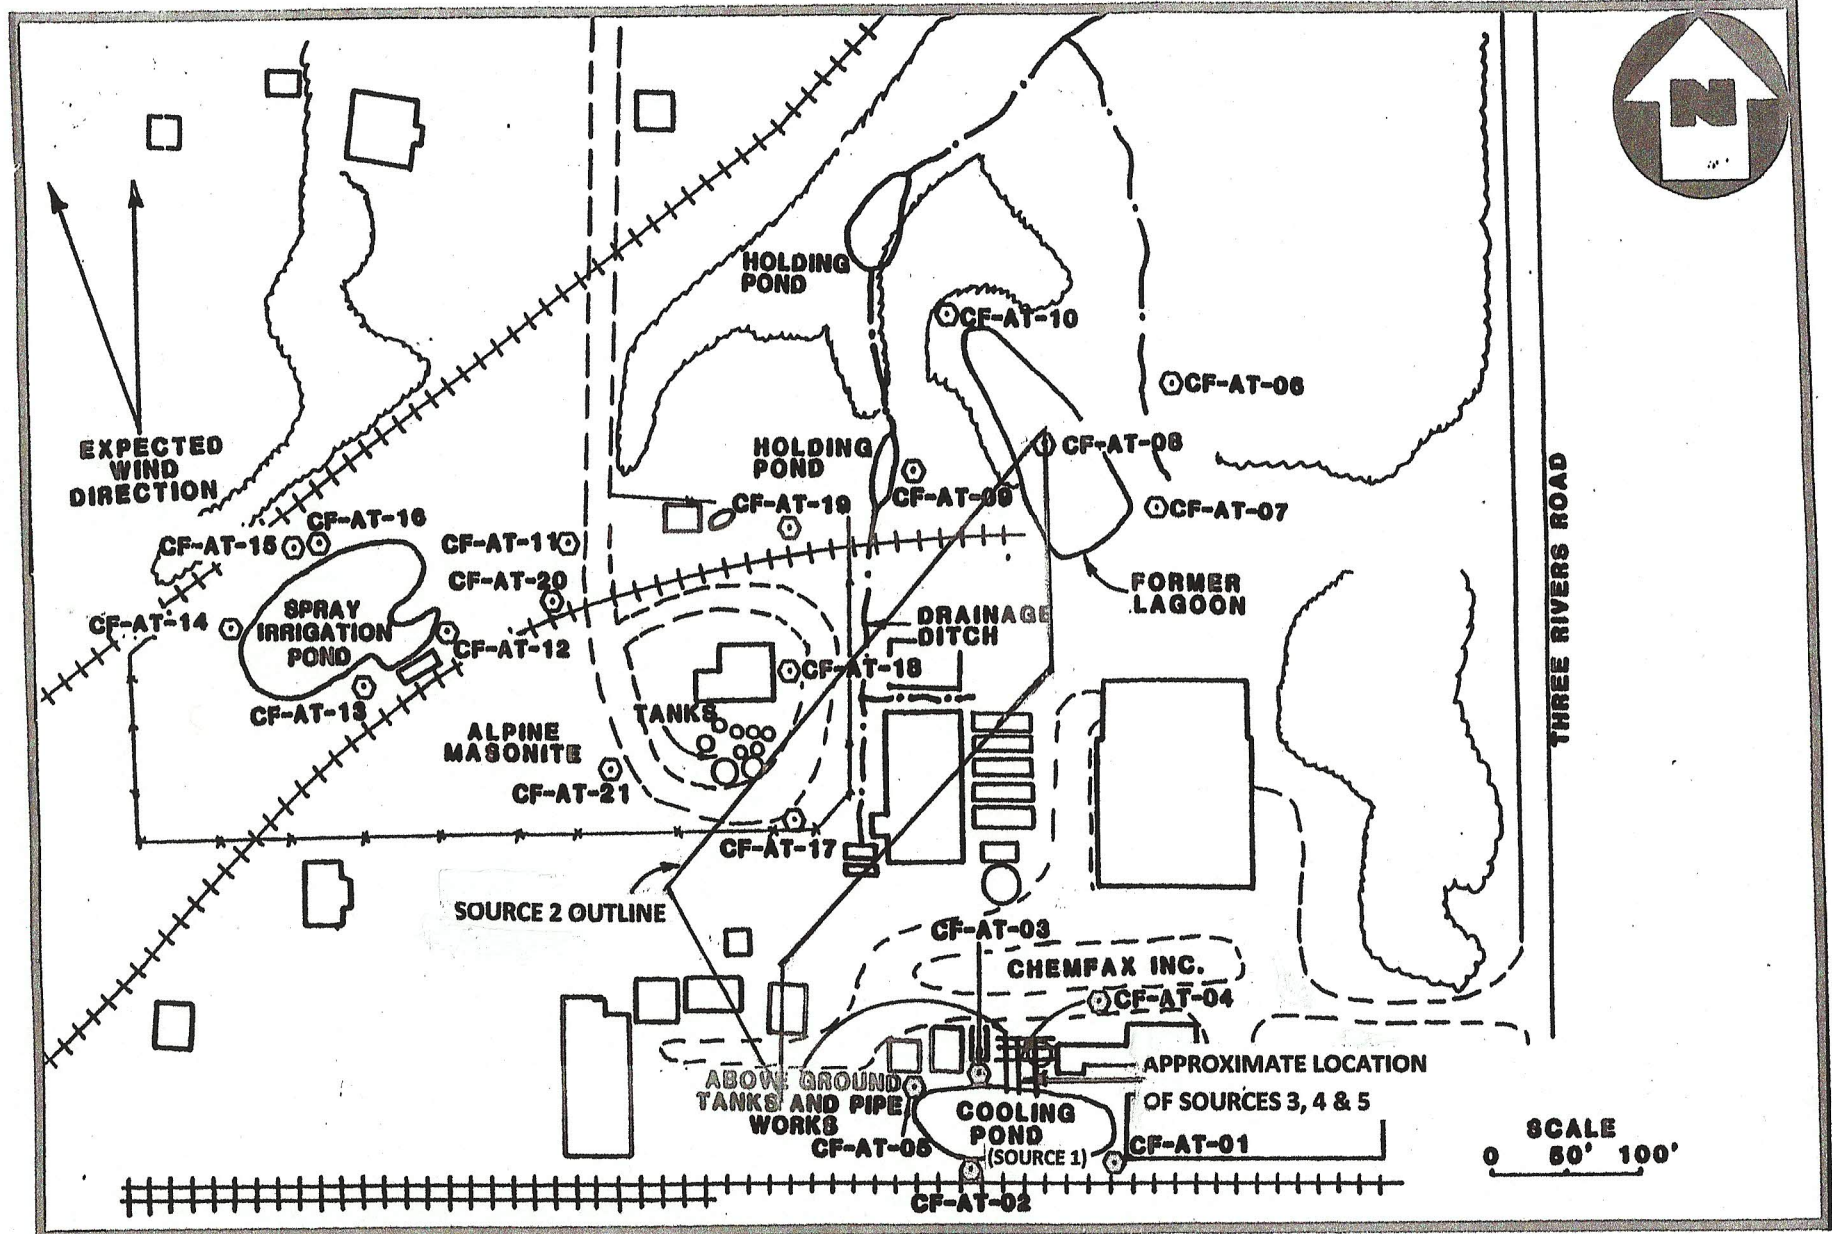 N
HOLDING
POND
CF-AT-10
CF-AT-06
EXPECTED
WIND
DIRECTION
HOLDING
POND
CF-AT-08
CF-AT-09
CF-AT-19
CF-AT-07
CF-AT-16
CF-AT-15
CF-AT-11
CF-AT-20
FORMER
LAGOON
THREE RIVERS ROAD
CF-AT-14
SPRAY
IRRIGATION
POND
CF-AT-12
DRAINAGE
DITCH
CF-AT-18
CF-AT-13
TANKS
ALPINE
MASONITE
CF-AT-21
CF-AT-17
SOURCE 2 OUTLINE
CF-AT-03
CHEMFAX INC.
CF-AT-04
APPROXIMATE LOCATION
OF SOURCES 3, 4 & 5
ABOVE GROUND
TANKS AND PIPE
WORKS
CF-AT-05
COOLING
POND
(SOURCE 1)
CF-AT-01
CF-AT-02
SCALE
0 50' 100'